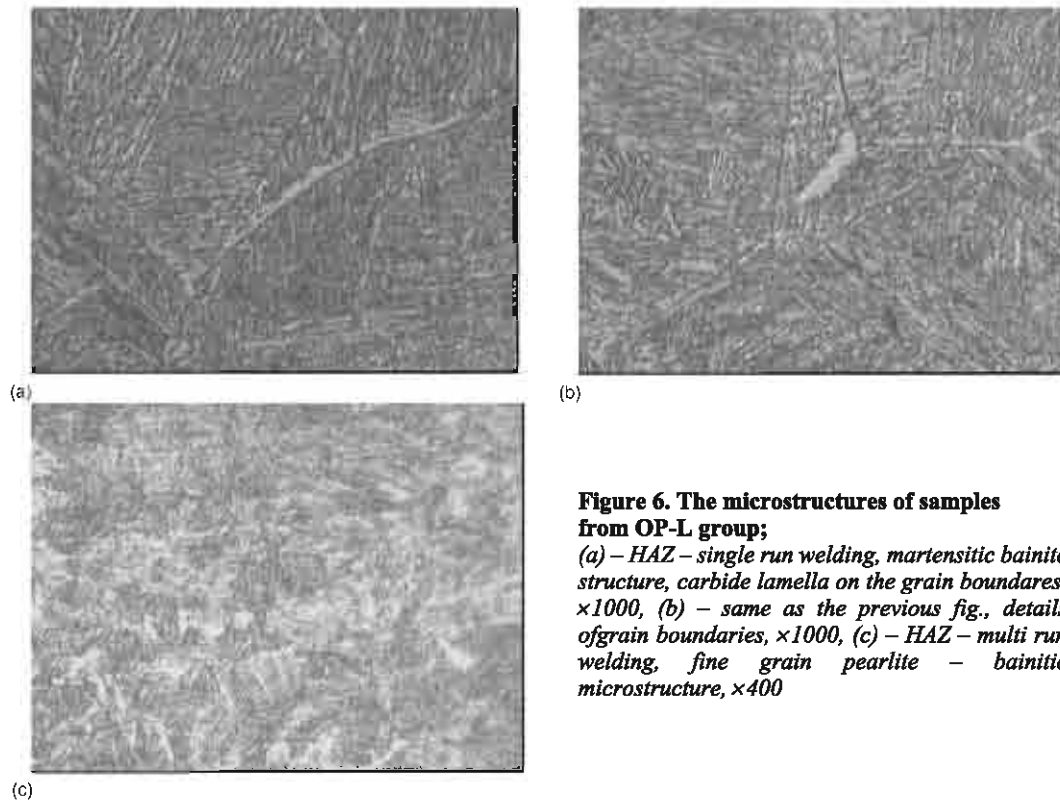 (a)
(b)
(c)
Figure 6. The microstructures of samples
from OP-L group;
(a) – HAZ – single run welding, martensitic bainite
structure, carbide lamella on the grain boundares,
×1000, (b) – same as the previous fig., details
ofgrain boundaries, ×1000, (c) – HAZ – multi run
welding, fine grain pearlite – bainitic
microstructure, ×400